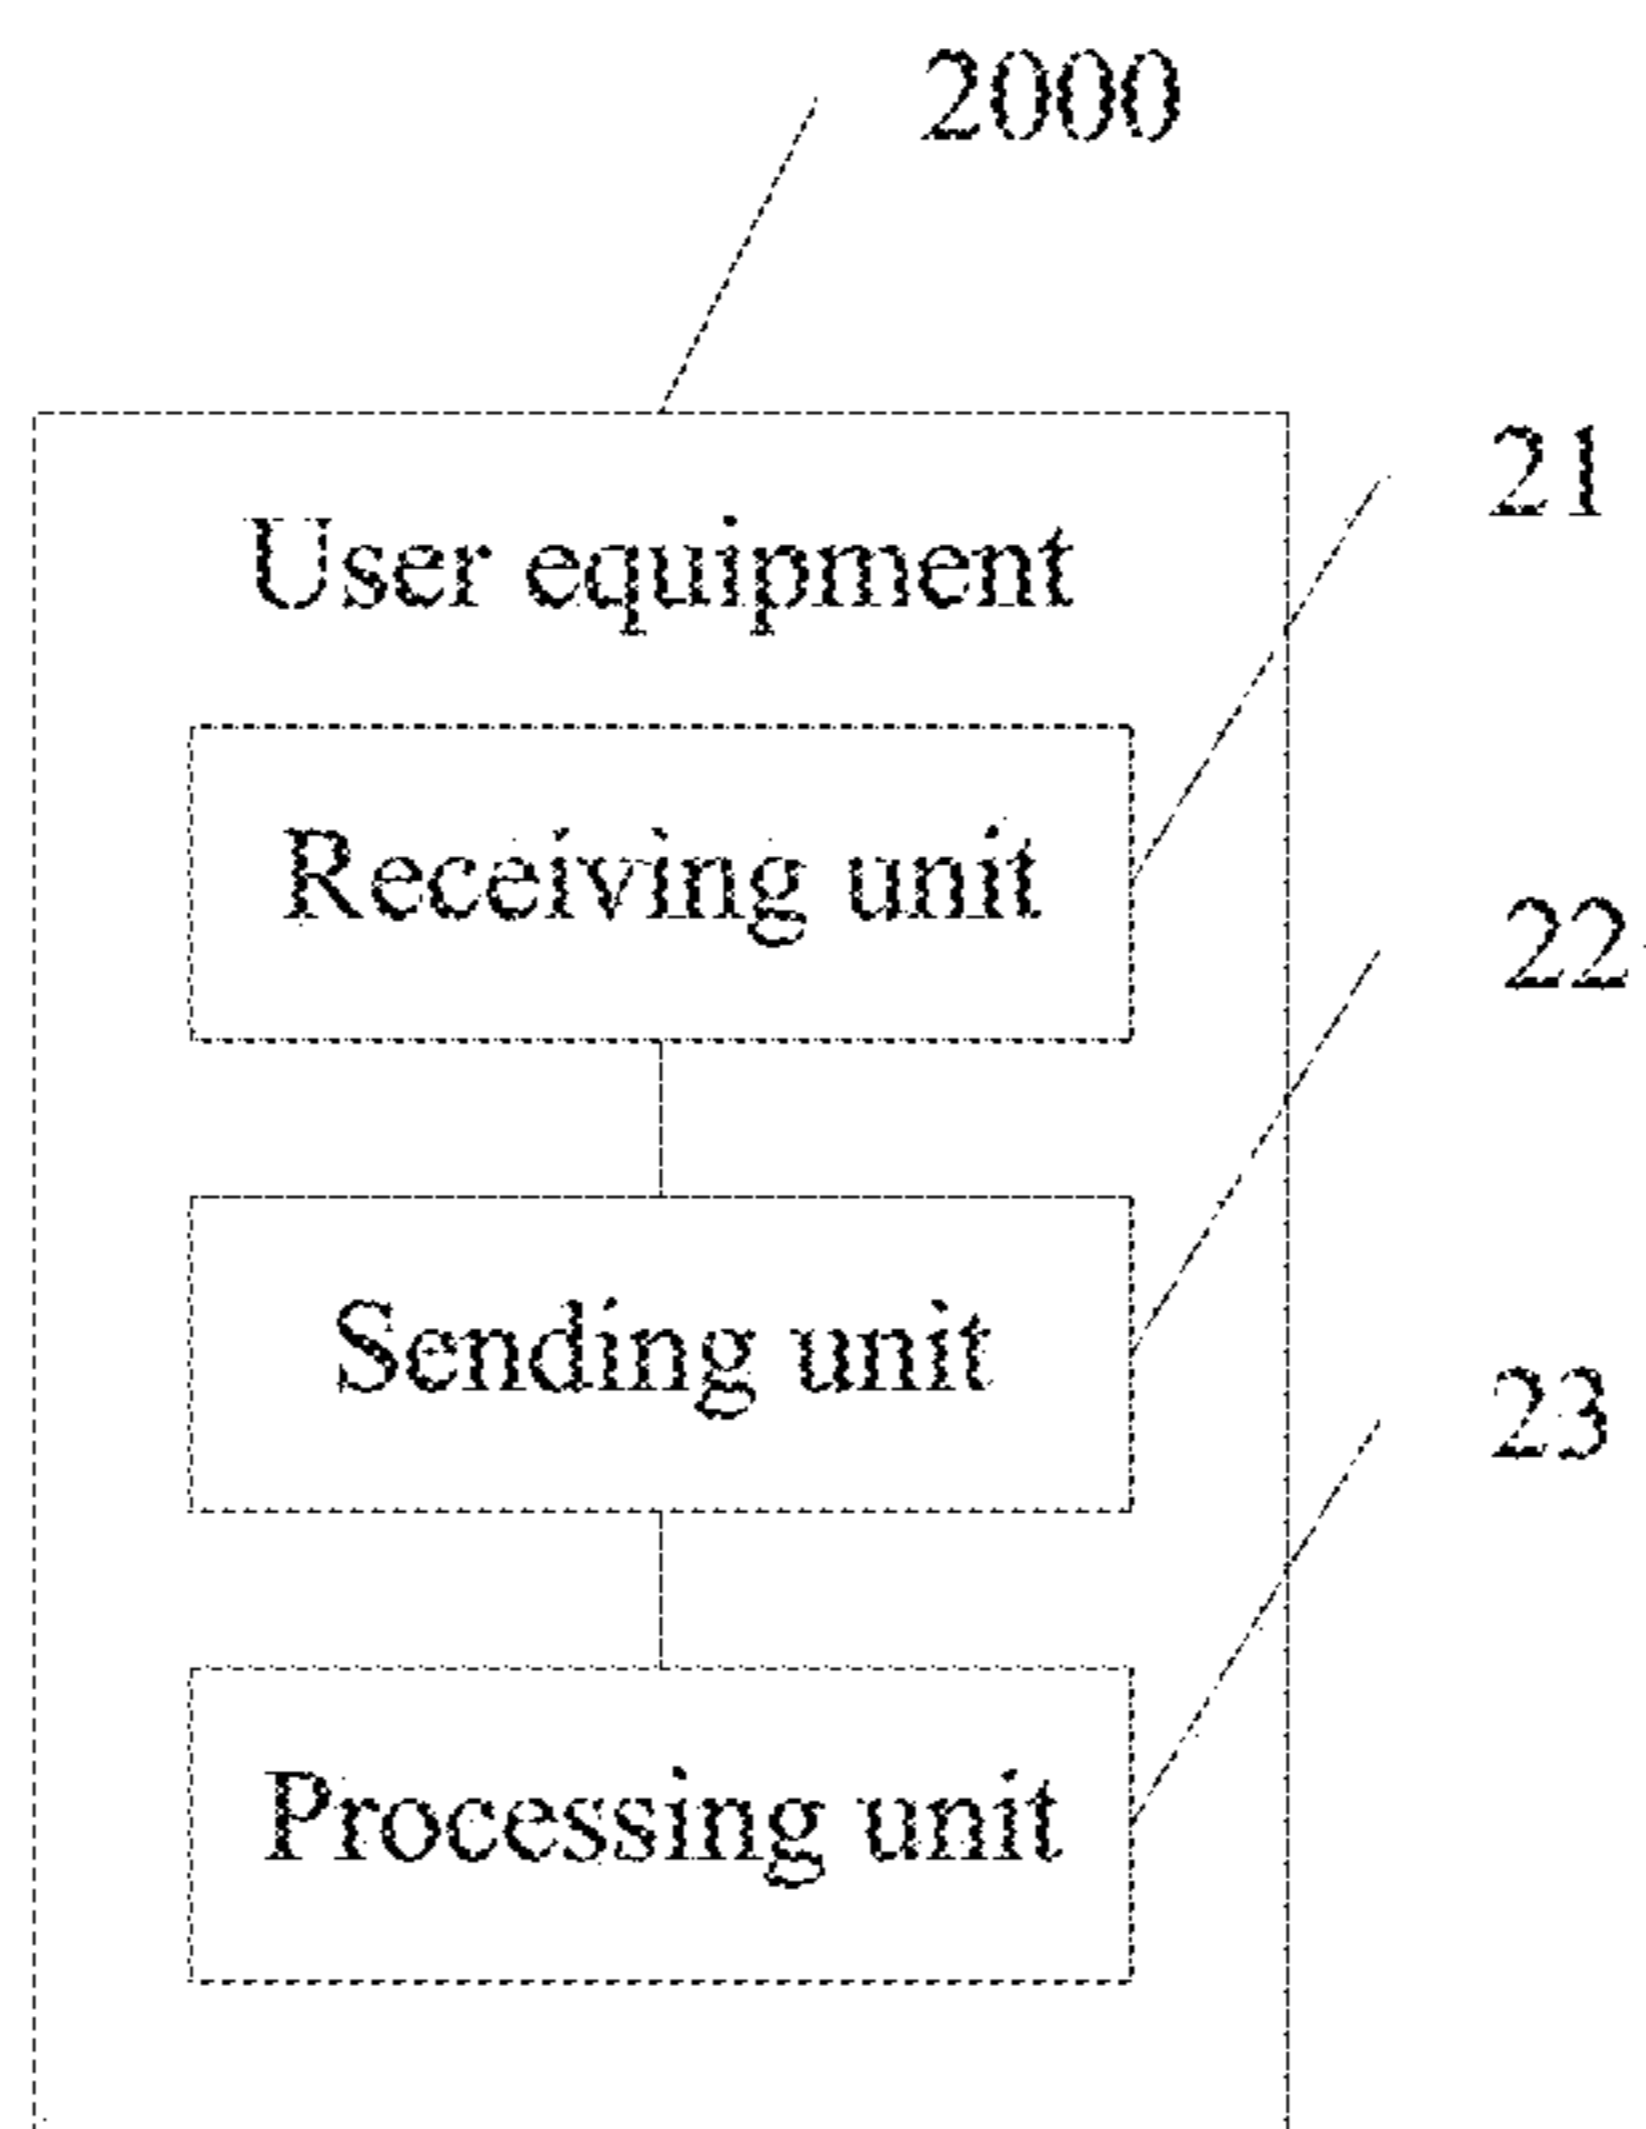 2000
User equipment
21
Receiving unit
22
Sending unit
23
Processing unit